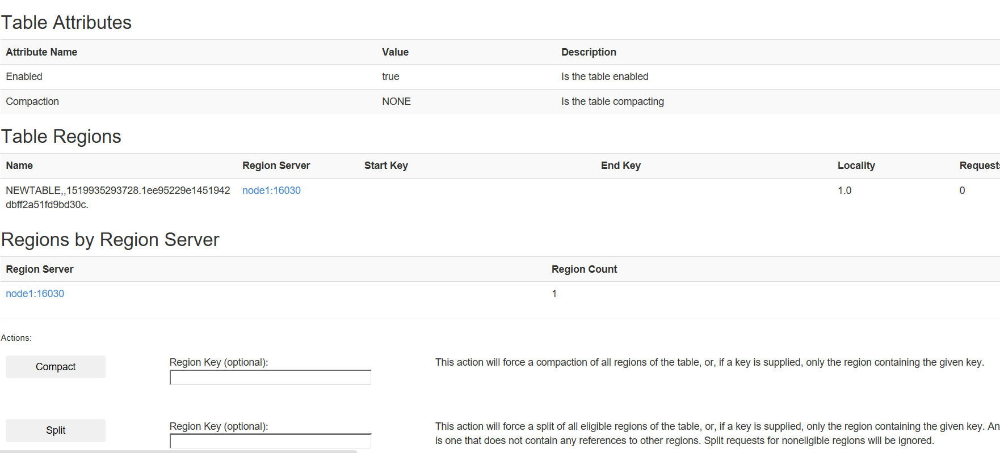 Table Attributes
Attribute Name Value Description
Enabled true Is the table enabled
Compaction NONE Is the table compacting
Table Regions
Name Region Server Start Key End Key Locality Requests
NEWTABLE,,1519935293728.1ee95229e1451942 node1:16030 1.0 0
dbff2a51fd9bd30c.
Regions by Region Server
Region Server Region Count
node1:16030 1
Actions:
Compact Region Key (optional): This action will force a compaction of all regions of the table, or, if a key is supplied, only the region containing the given key.
Split Region Key (optional): This action will force a split of all eligible regions of the table, or, if a key is supplied, only the region containing the given key. An
is one that does not contain any references to other regions. Split requests for noneligible regions will be ignored.